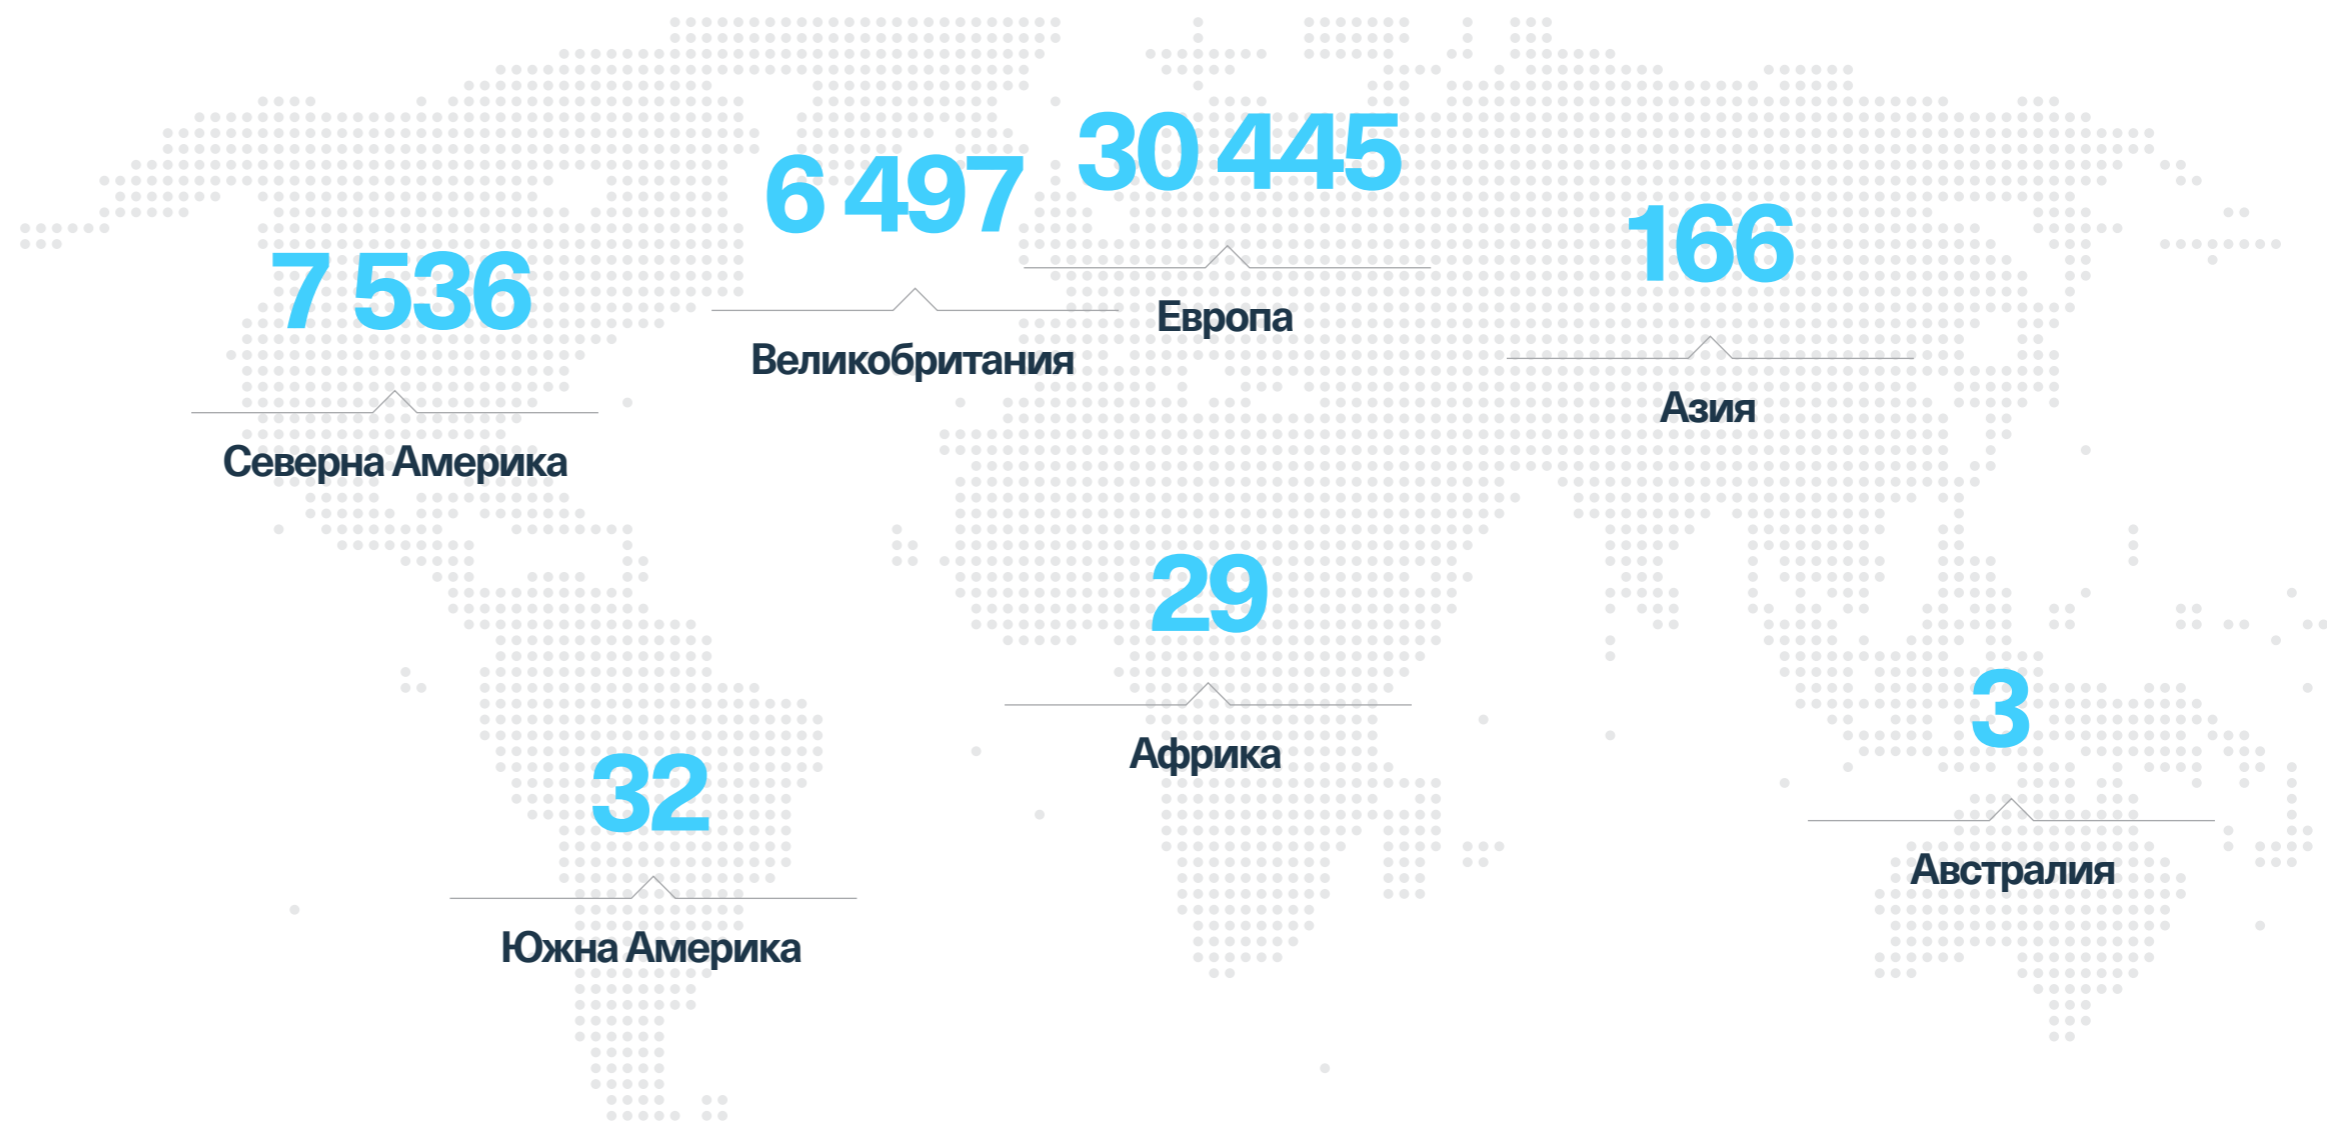 30 445
Европа
6 497
Великобритания
166
Азия
7 536
Северна Америка
29
Африка
3
Австралия
32
Южна Америка